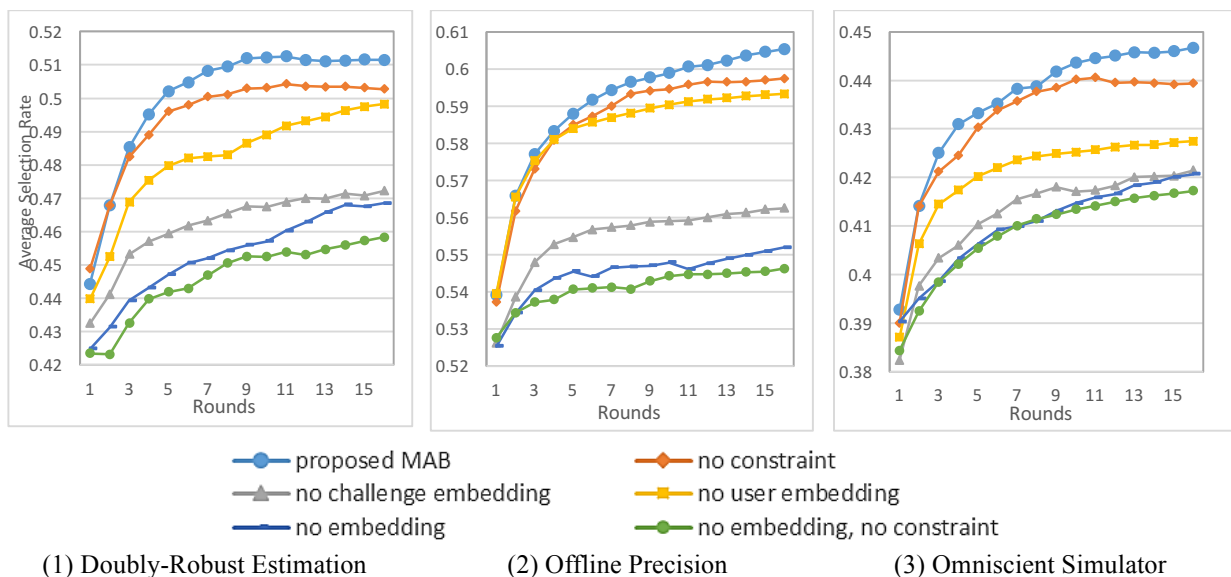 0.52
0.51
0.5
0.49
0.48
0.47
0.46
0.45
0.44
0.43
0.42
Average Selection Rate
1 3 5 7 9 11 13 15
Rounds
0.61
0.6
0.59
0.58
0.57
0.56
0.55
0.54
0.53
0.52
1 3 5 7 9 11 13 15
Rounds
0.45
0.44
0.43
0.42
0.41
0.4
0.39
0.38
1 3 5 7 9 11 13 15
Rounds
proposed MAB no constraint
no challenge embedding no user embedding
no embedding no embedding, no constraint
(1) Doubly-Robust Estimation (2) Offline Precision (3) Omniscient Simulator